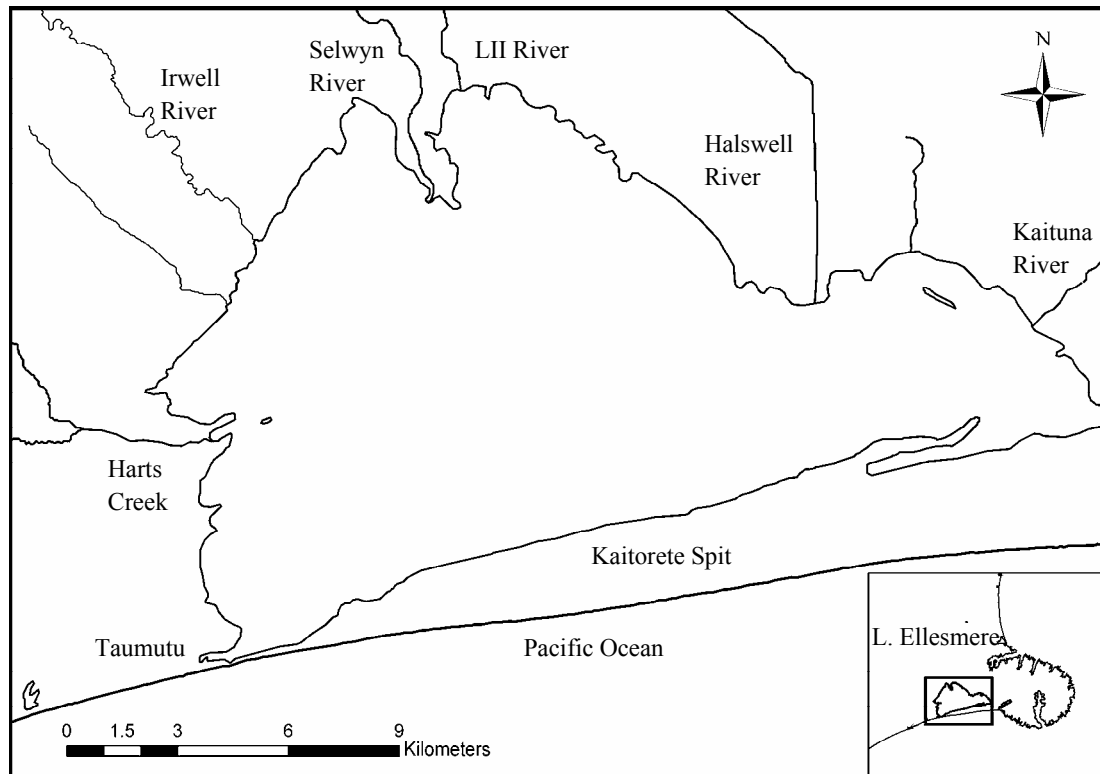 Irwell
River
Selwyn
River
LII River
N
Halswell
River
Kaituna
River
Harts
Creek
Kaitorete Spit
Taumutu
Pacific Ocean
L. Ellesmere
0 1.5 3 6 9
Kilometers